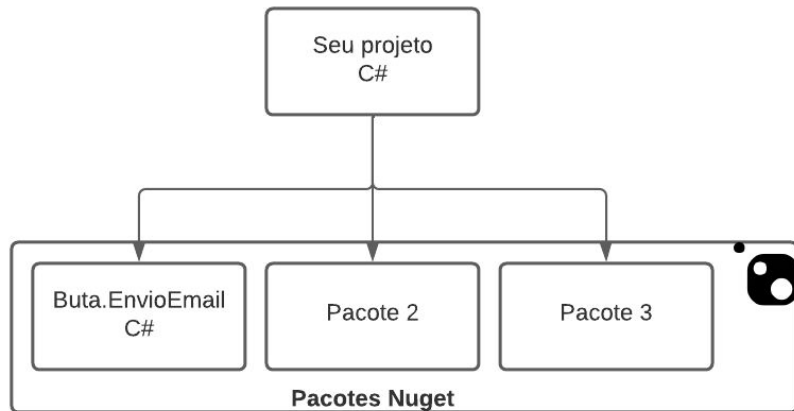 Seu projeto
C#
Buta.EnvioEmail
C#
Pacote 2
Pacote 3
Pacotes Nuget